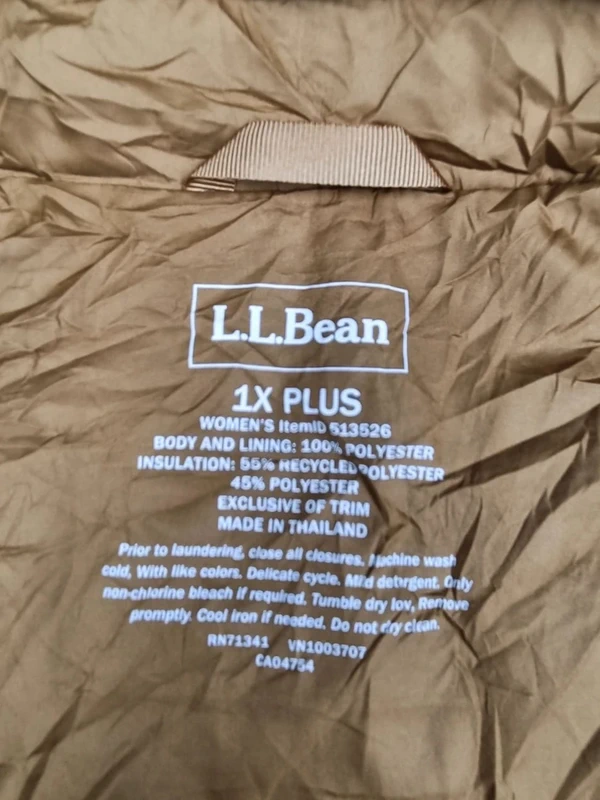 L.L.Bean
1X PLUS
WOMEN'S ItemID 513526
BODY AND LINING: 100% POLYESTER
INSULATION: 55% RECYCLED POLYESTER
45% POLYESTER
EXCLUSIVE OF TRIM
MADE IN THAILAND
Prior to laundering, close all closures. Machine wash
cold, With like colors. Delicate cycle. Mild detergent. Only
non-chlorine bleach if required. Tumble dry low, Remove
promptly. Cool iron if needed. Do not dry clean.
RN71341 VN1003707
CA04754